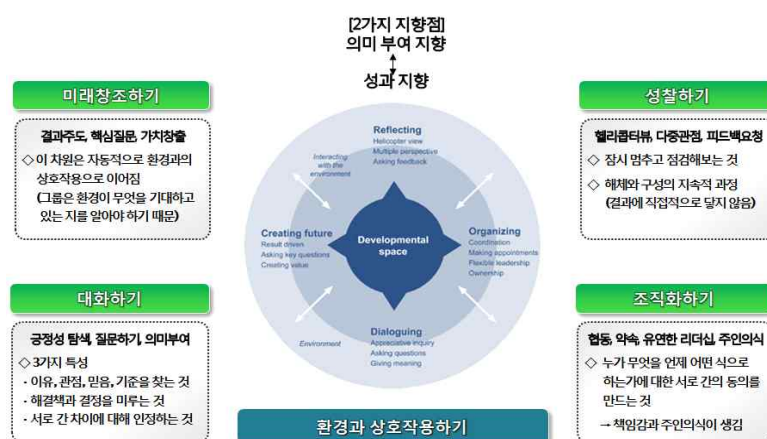 [2가지 지향점]
의미 부여 지향
성과 지향
미래창조하기
결과주도, 핵심질문, 가치창출
◇ 이 차원은 자동적으로 환경과의
상호작용으로 이어짐
(그룹은 환경이 무엇을 기대하고
있는 지를 알아야 하기 때문)
성찰하기
헬리콥터뷰, 다중관점, 피드백요청
◇ 잠시 멈추고 점검해보는 것
◇ 해체와 구성의 지속적 과정
(결과에 직접적으로 닿지 않음)
Reflecting
Helicopter view
Multiple perspective
Asking feedback
Interacting
with the
environment
Creating future
Result driven
Asking key questions
Creating value
Developmental
space
Organizing
Coordination
Making appointments
Flexible leadership
Ownership
Dialoguing
Appreciative inquiry
Asking questions
Giving meaning
Environment
대화하기
긍정성 탐색, 질문하기, 의미부여
◇ 3가지 특성
· 이유, 관점, 믿음, 기준을 찾는 것
· 해결책과 결정을 미루는 것
· 서로 간 차이에 대해 인정하는 것
조직화하기
협동, 약속, 유연한 리더십, 주인의식
◇ 누가 무엇을 언제 어떤 식으로
하는가에 대한 서로 간의 동의를
만드는 것
→ 책임감과 주인의식이 생김
환경과 상호작용하기